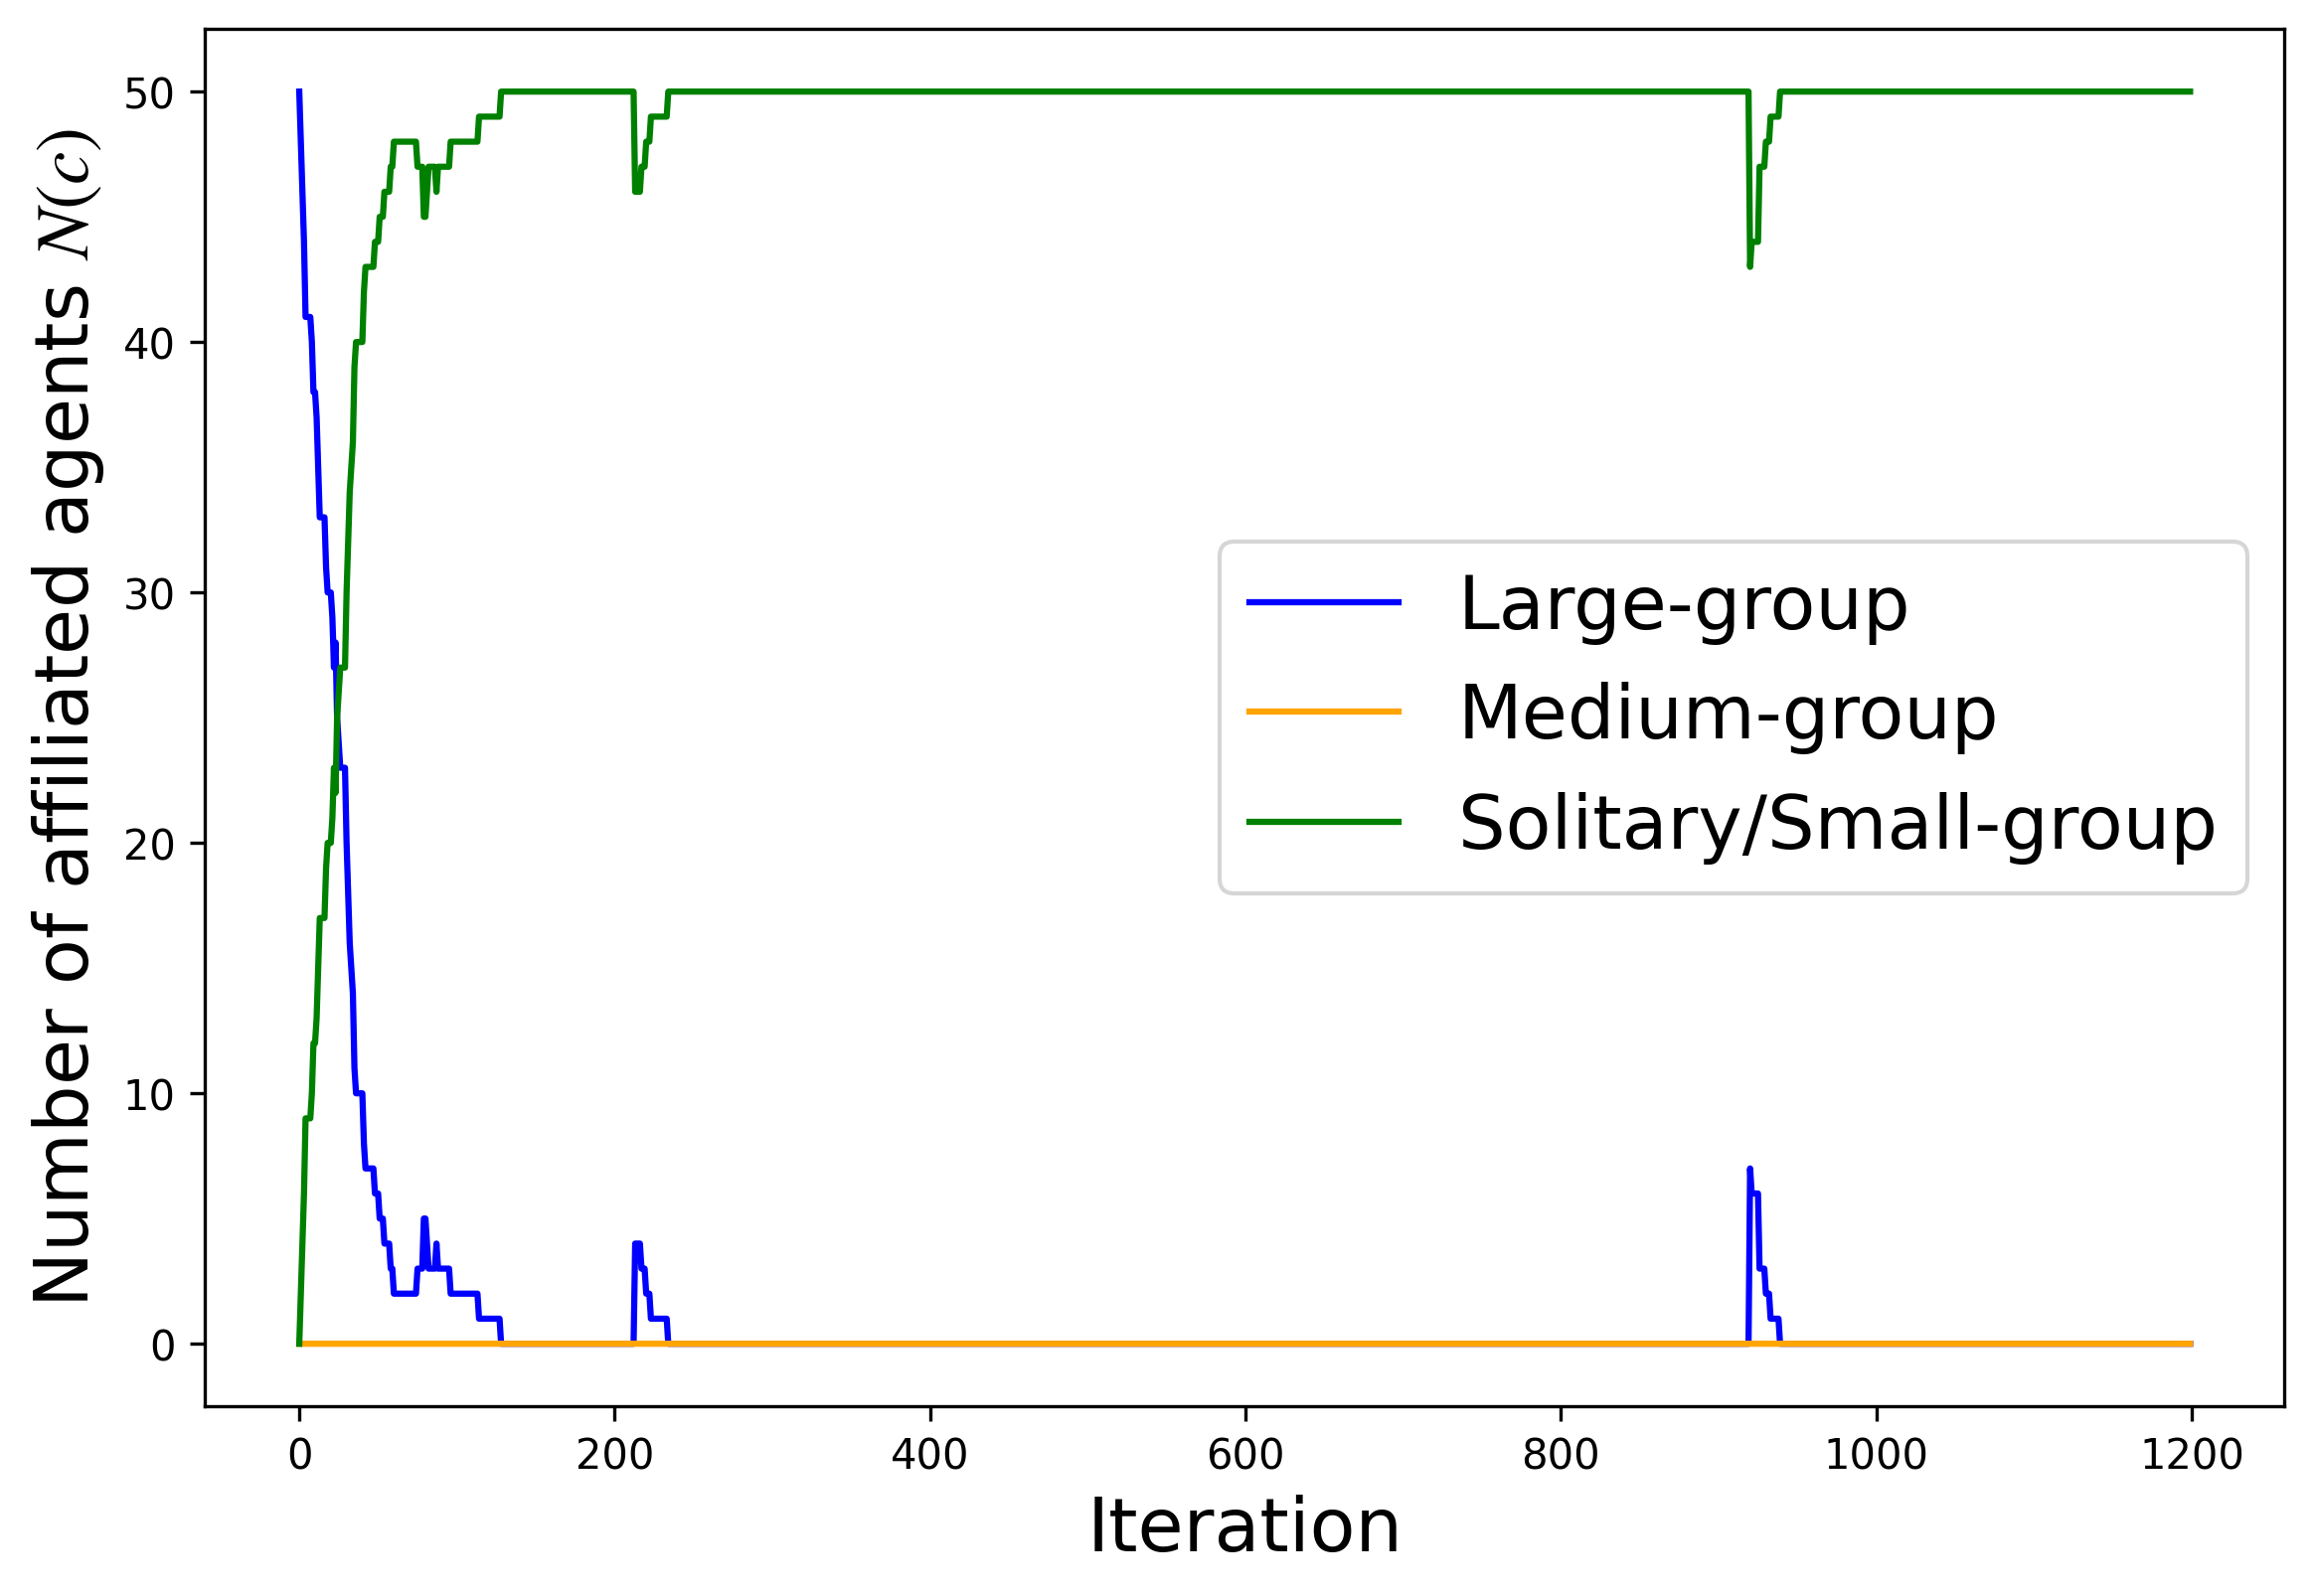 Number of affiliated agents N(c)
50
40
30
20
10
0
Large-group
Medium-group
Solitary/Small-group
0 200 400 600 800 1000 1200
Iteration